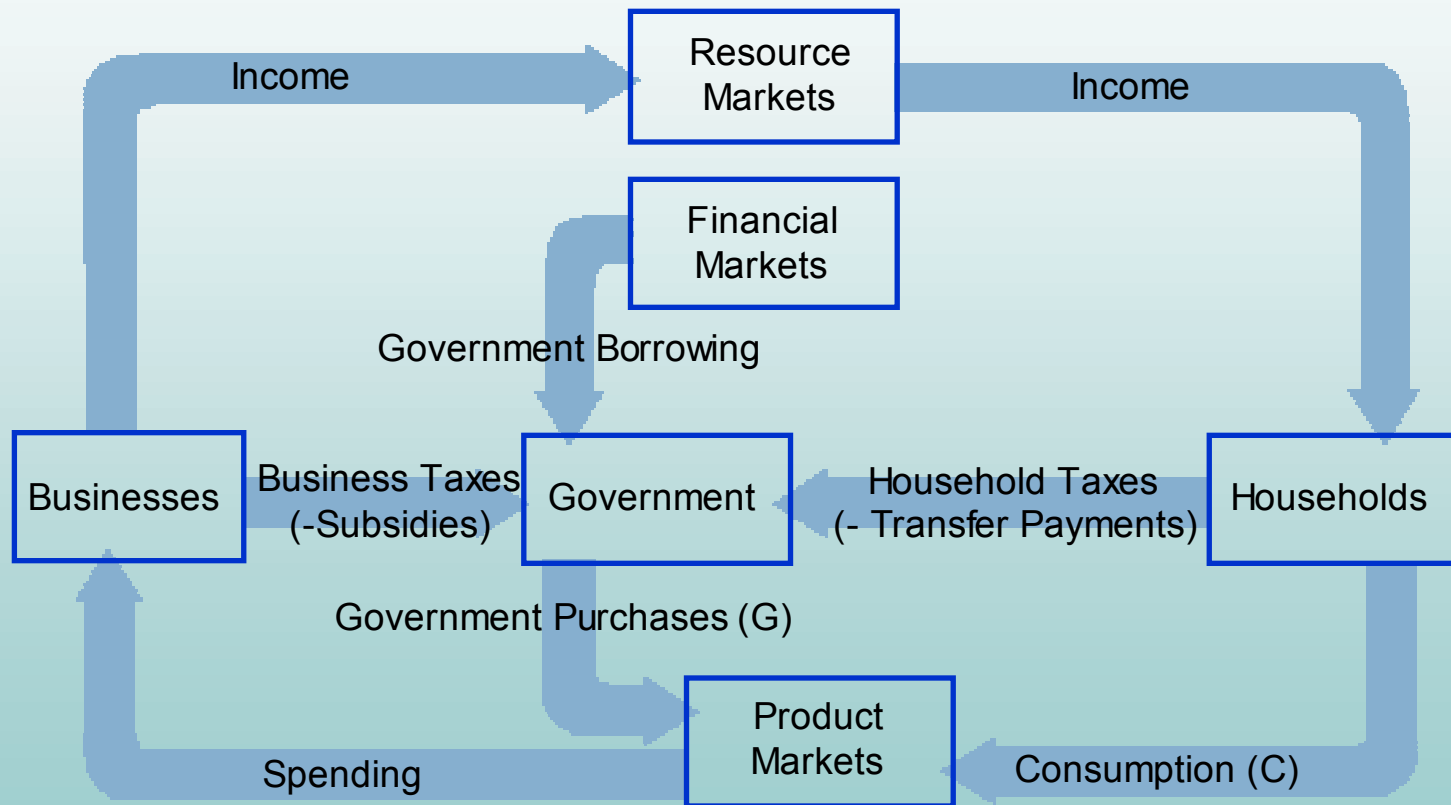 Resource
Markets
Income
Income
Financial
Markets
Government Borrowing
Businesses
Business Taxes
(-Subsidies)
Government
Household Taxes
(- Transfer Payments)
Households
Government Purchases (G)
Product
Markets
Spending
Consumption (C)